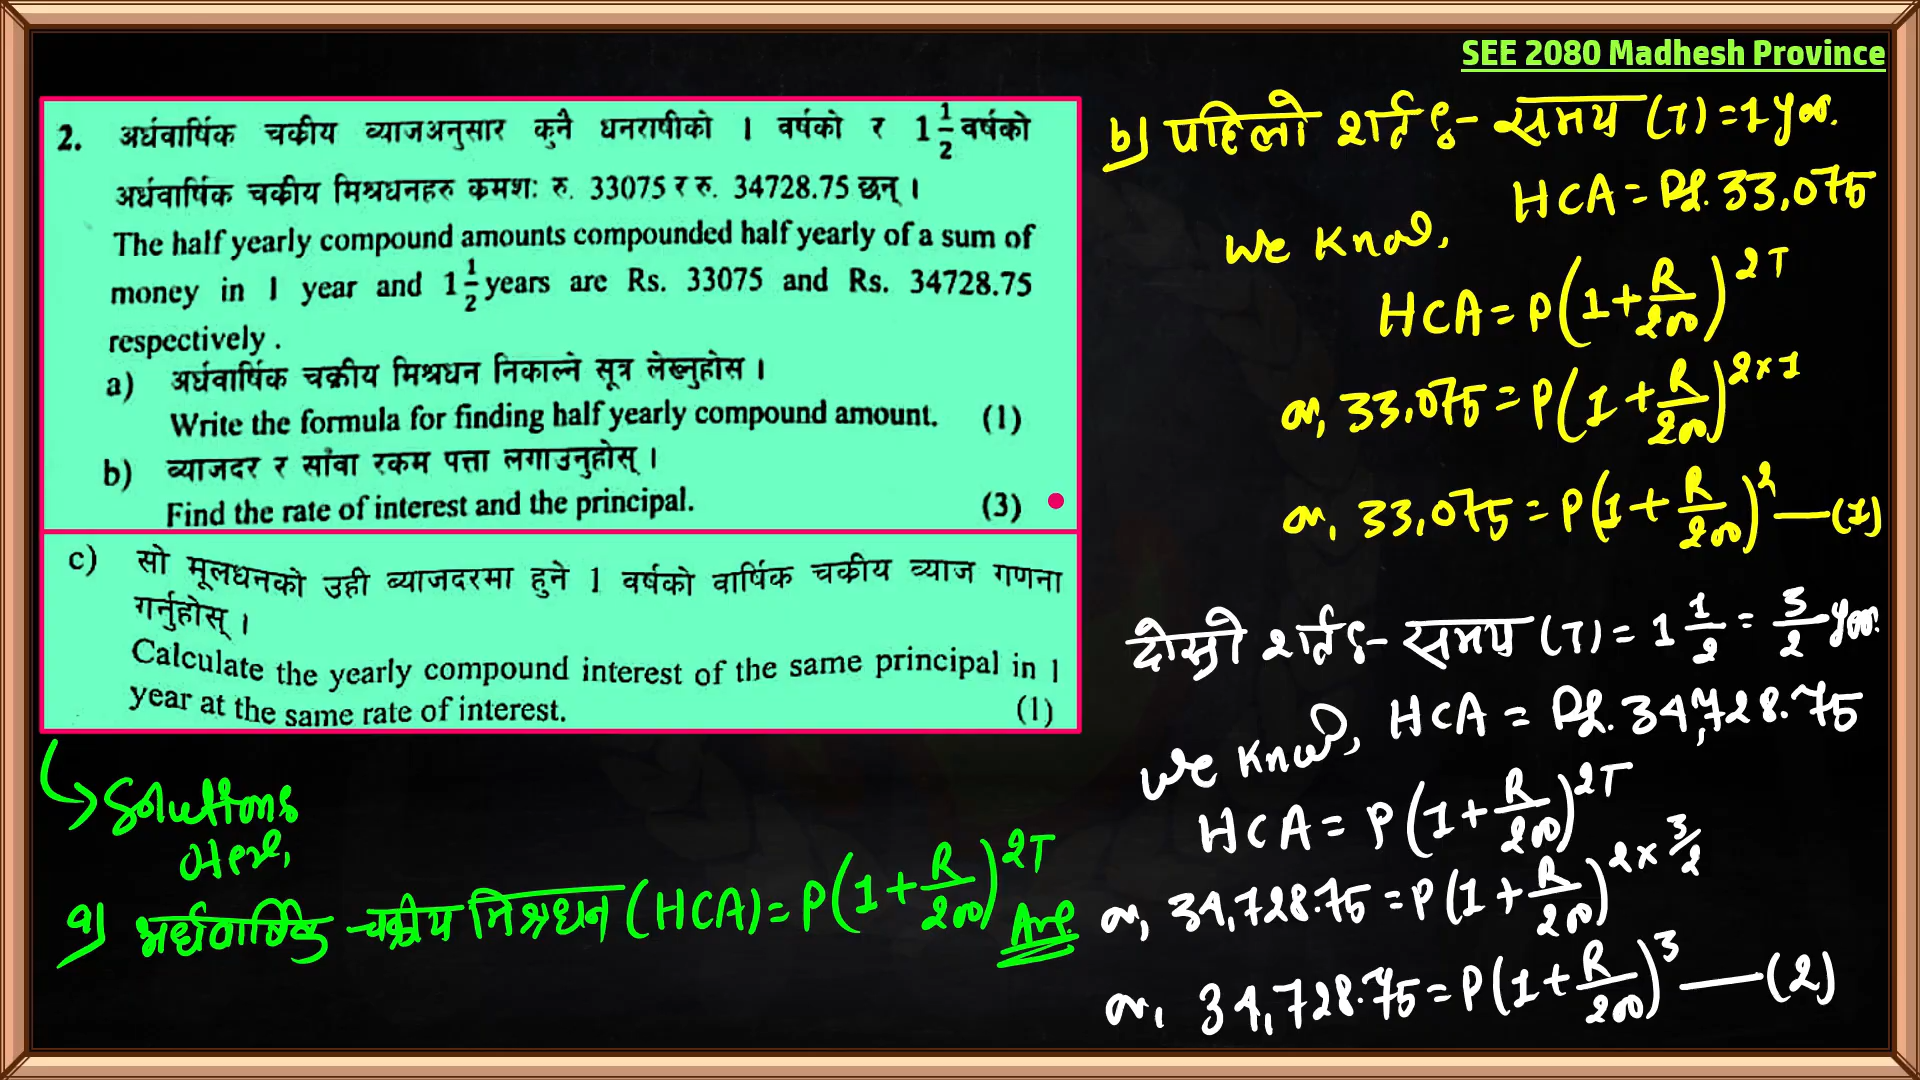 SEE 2080 Madhesh Province
2. अर्धवार्षिक चक्रीय ब्याजअनुसार कुनै धनराषीको १ वर्षको र 1 1/2 वर्षको
अर्धवार्षिक चक्रीय मिश्रधनहरु क्रमशः रु. 33075 र रु. 34728.75 छन् ।
The half yearly compound amounts compounded half yearly of a sum of
money in 1 year and 1 1/2 years are Rs. 33075 and Rs. 34728.75
respectively .
a) अर्धवार्षिक चक्रीय मिश्रधन निकाल्ने सूत्र लेख्नुहोस ।
Write the formula for finding half yearly compound amount. (1)
b) ब्याजदर र सांवा रकम पत्ता लगाउनुहोस् ।
Find the rate of interest and the principal. (3)
c) सो मूलधनको उही ब्याजदरमा हुने 1 वर्षको वार्षिक चक्रीय ब्याज गणना
गर्नुहोस् ।
Calculate the yearly compound interest of the same principal in 1
year at the same rate of interest. (1)
Solutions
Here,
a) अर्धवार्षिक चक्रीय मिश्रधन (HCA) = P(1+R/200)^2T Ans.
b) पहिलो शर्तः- समय (T) = 1 year.
HCA = Rs. 33,075
We know,
HCA = P(1+R/200)^2T
or, 33,075 = P(1+R/200)^2×1
or, 33,075 = P(1+R/200)^2 —(1)
दोस्रो शर्तः- समय (T) = 1 1/2 = 3/2 year.
HCA = Rs. 34,728.75
We know,
HCA = P(1+R/200)^2T
or, 34,728.75 = P(1+R/200)^2×3/2
or, 34,728.75 = P(1+R/200)^3 —(2)